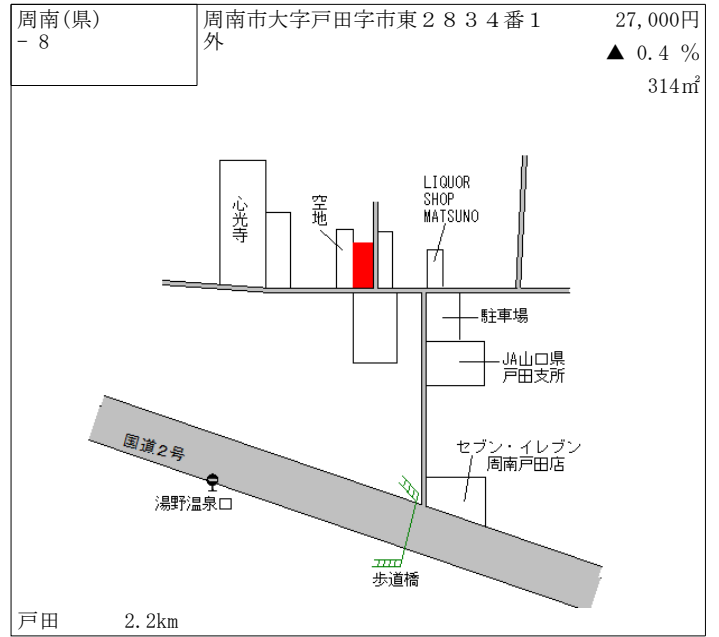 周南(県)
- 8
周南市大字戸田字市東２８３４番１
外
27,000円
▲ 0.4 %
314㎡
心光寺
空地
LIQUOR
SHOP
MATSUNO
駐車場
JA山口県
戸田支所
国道2号
セブン・イレブン
周南戸田店
湯野温泉口
歩道橋
戸田 2.2km